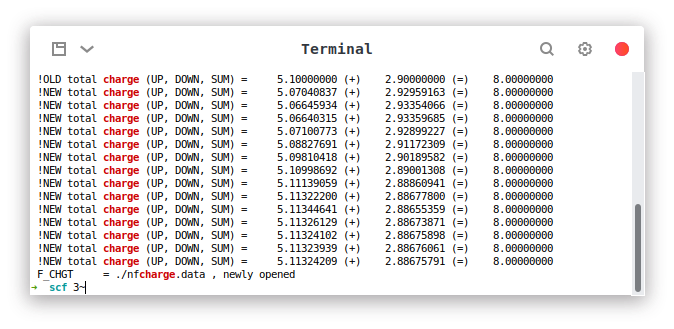 Terminal
!OLD total charge (UP, DOWN, SUM) =     5.10000000 (+)    2.90000000 (=)    8.00000000
!NEW total charge (UP, DOWN, SUM) =     5.07040837 (+)    2.92959163 (=)    8.00000000
!NEW total charge (UP, DOWN, SUM) =     5.06645934 (+)    2.93354066 (=)    8.00000000
!NEW total charge (UP, DOWN, SUM) =     5.06640315 (+)    2.93359685 (=)    8.00000000
!NEW total charge (UP, DOWN, SUM) =     5.07100773 (+)    2.92899227 (=)    8.00000000
!NEW total charge (UP, DOWN, SUM) =     5.08827691 (+)    2.91172309 (=)    8.00000000
!NEW total charge (UP, DOWN, SUM) =     5.09810418 (+)    2.90189582 (=)    8.00000000
!NEW total charge (UP, DOWN, SUM) =     5.10998692 (+)    2.89001308 (=)    8.00000000
!NEW total charge (UP, DOWN, SUM) =     5.11139059 (+)    2.88860941 (=)    8.00000000
!NEW total charge (UP, DOWN, SUM) =     5.11322200 (+)    2.88677800 (=)    8.00000000
!NEW total charge (UP, DOWN, SUM) =     5.11344641 (+)    2.88655359 (=)    8.00000000
!NEW total charge (UP, DOWN, SUM) =     5.11326129 (+)    2.88673871 (=)    8.00000000
!NEW total charge (UP, DOWN, SUM) =     5.11324102 (+)    2.88675898 (=)    8.00000000
!NEW total charge (UP, DOWN, SUM) =     5.11323939 (+)    2.88676061 (=)    8.00000000
!NEW total charge (UP, DOWN, SUM) =     5.11324209 (+)    2.88675791 (=)    8.00000000
F_CHGT     = ./nfcharge.data , newly opened
➜  scf 3~